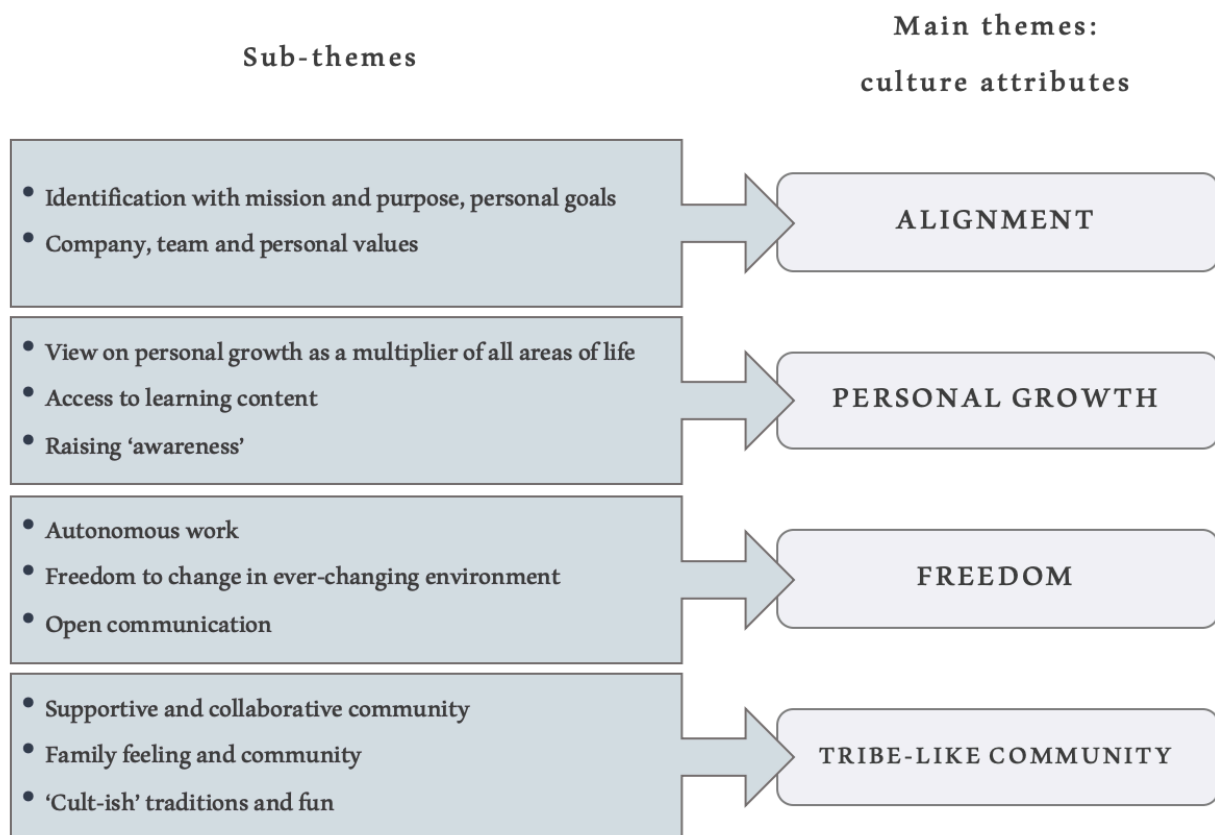 Sub-themes
Main themes:
culture attributes
• Identification with mission and purpose, personal goals
• Company, team and personal values
ALIGNMENT
• View on personal growth as a multiplier of all areas of life
• Access to learning content
• Raising ‘awareness’
PERSONAL GROWTH
• Autonomous work
• Freedom to change in ever-changing environment
• Open communication
FREEDOM
• Supportive and collaborative community
• Family feeling and community
• ‘Cult-ish’ traditions and fun
TRIBE-LIKE COMMUNITY